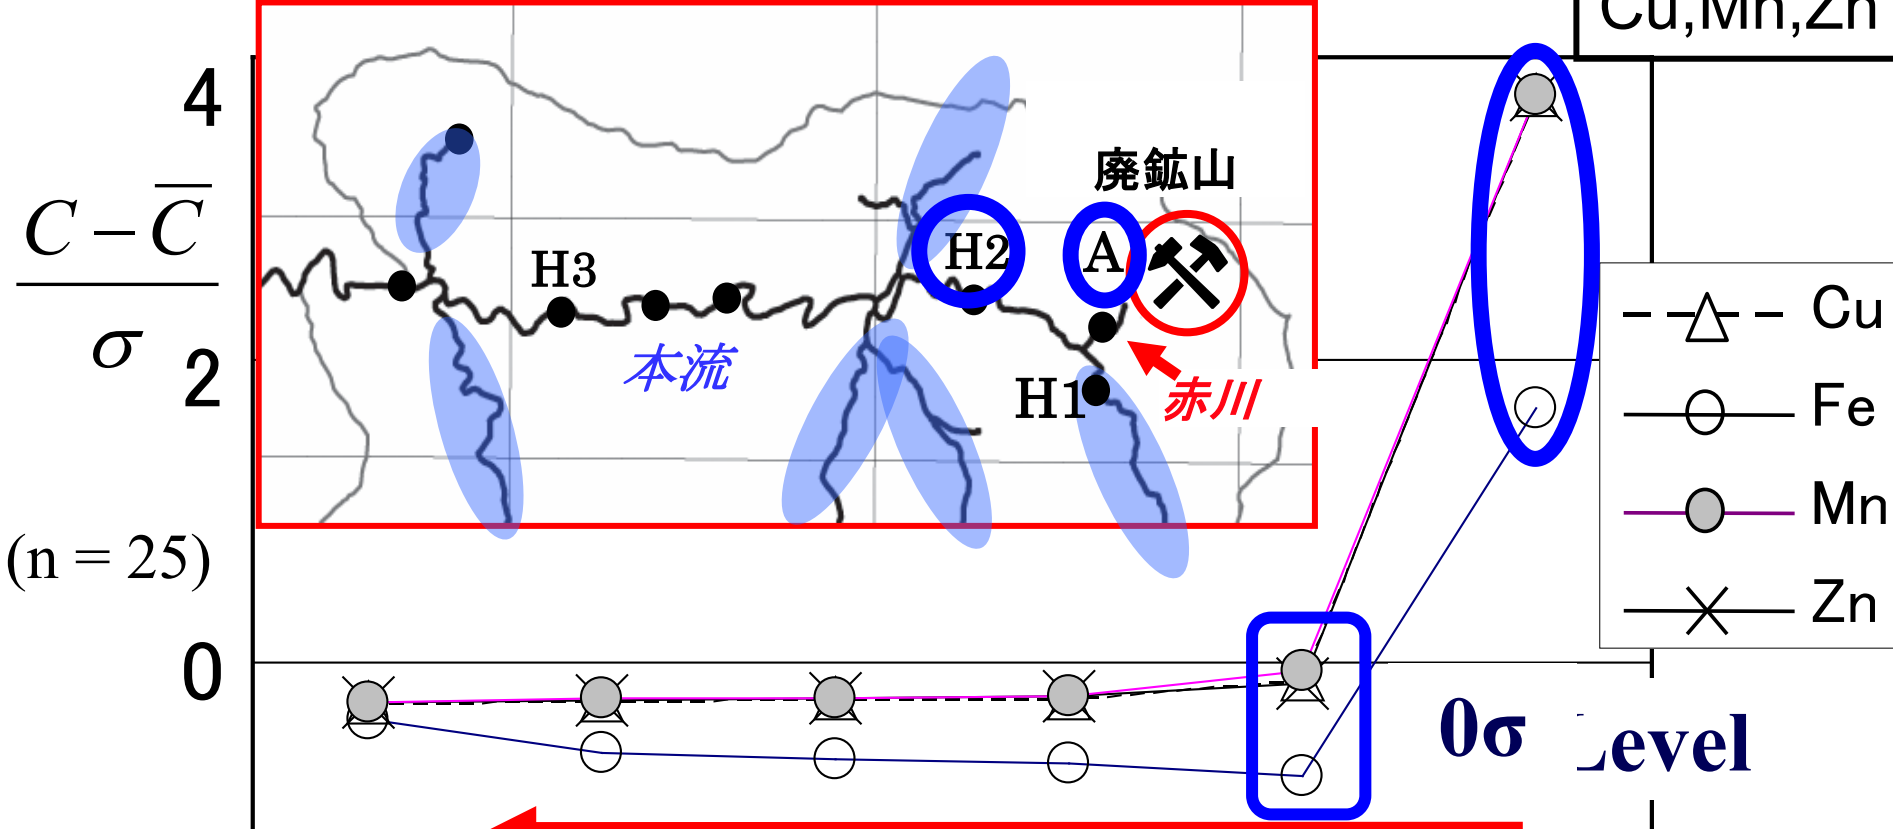 Cu,Mn,Zn
4
2
0
C − C̅
σ
(n = 25)
廃鉱山
H3
H2
A
本流
H1
赤川
Cu
Fe
Mn
Zn
0σ Level